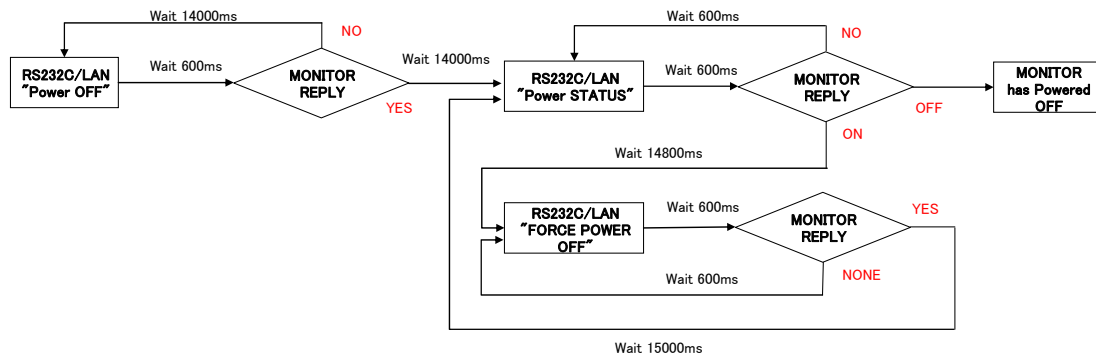 Wait 14000ms
NO
RS232C/LAN
"Power OFF"
Wait 600ms
MONITOR
REPLY
YES
Wait 14000ms
Wait 600ms
NO
RS232C/LAN
"Power STATUS"
Wait 600ms
MONITOR
REPLY
OFF
ON
MONITOR
has Powered
OFF
Wait 14800ms
RS232C/LAN
"FORCE POWER
OFF"
Wait 600ms
MONITOR
REPLY
YES
NONE
Wait 600ms
Wait 15000ms